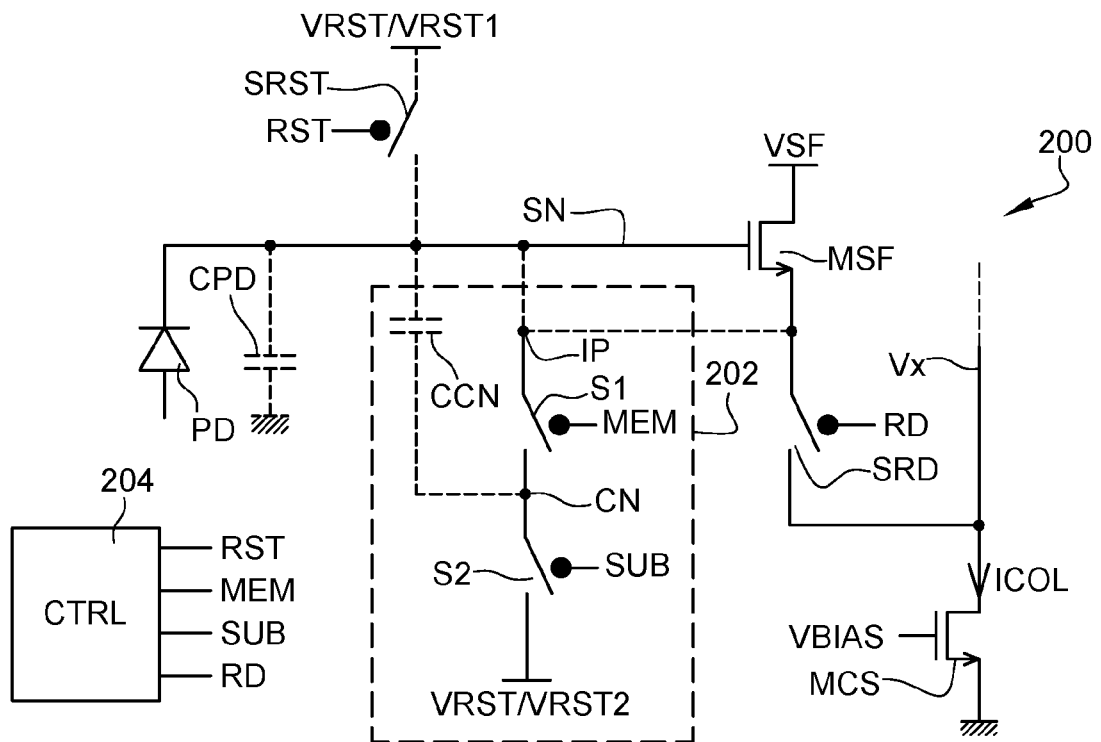 VRST/VRST1
SRST
RST
VSF
200
SN
MSF
CPD
IP
Vx
202
CCN
S1
MEM
RD
PD
SRD
204
CN
RST
S2
SUB
MEM
ICOL
CTRL
SUB
VBIAS
RD
MCS
VRST/VRST2